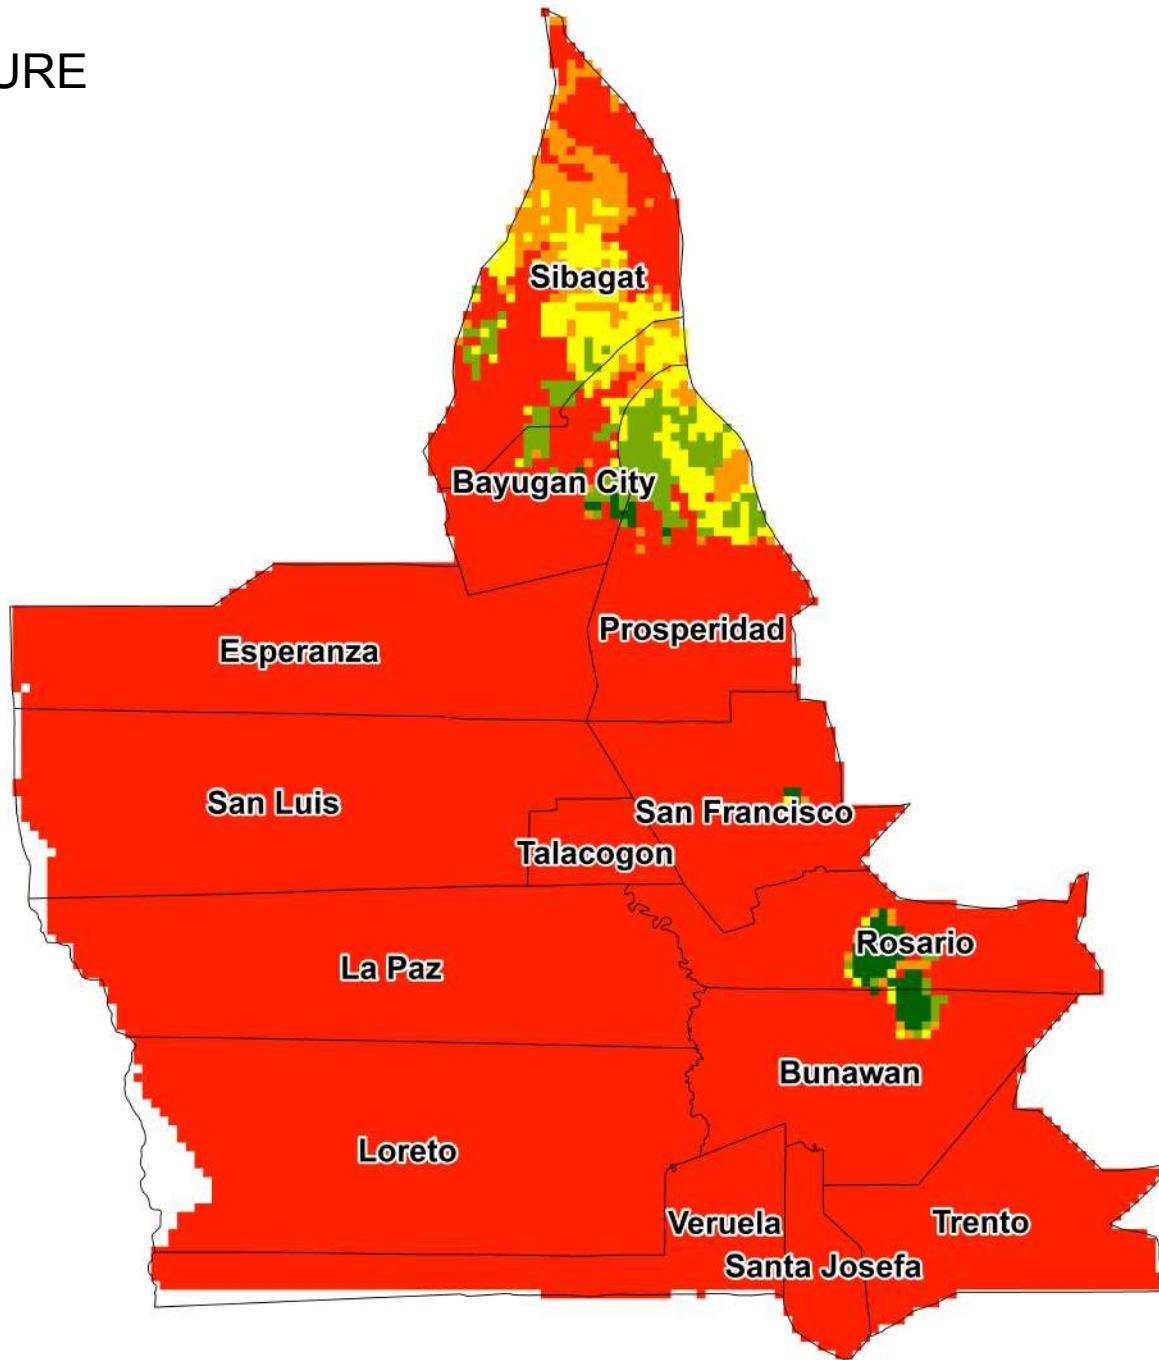 URE
Sibagat
Bayugan City
Prosperidad
Esperanza
San Luis
San Francisco
Talacogon
Rosario
La Paz
Bunawan
Loreto
Veruela
Trento
Santa Josefa